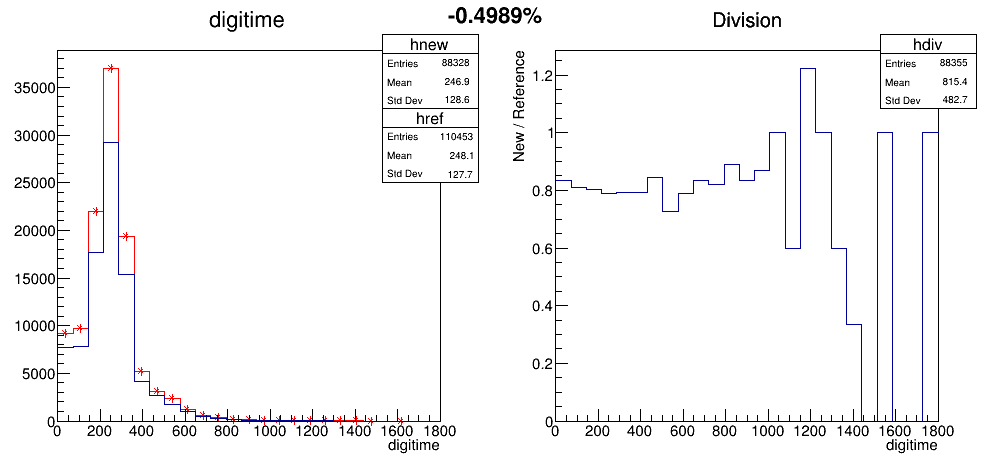 digitime
-0.4989%
Division
hnew
Entries 88328
Mean 246.9
Std Dev 128.6
href
Entries 110453
Mean 248.1
Std Dev 127.7
35000
30000
25000
20000
15000
10000
5000
0
0 200 400 600 800 1000 1200 1400 1600 1800
digitime
hdiv
Entries 88355
Mean 815.4
Std Dev 482.7
New / Reference
1.2
1
0.8
0.6
0.4
0.2
0
0 200 400 600 800 1000 1200 1400 1600 1800
digitime